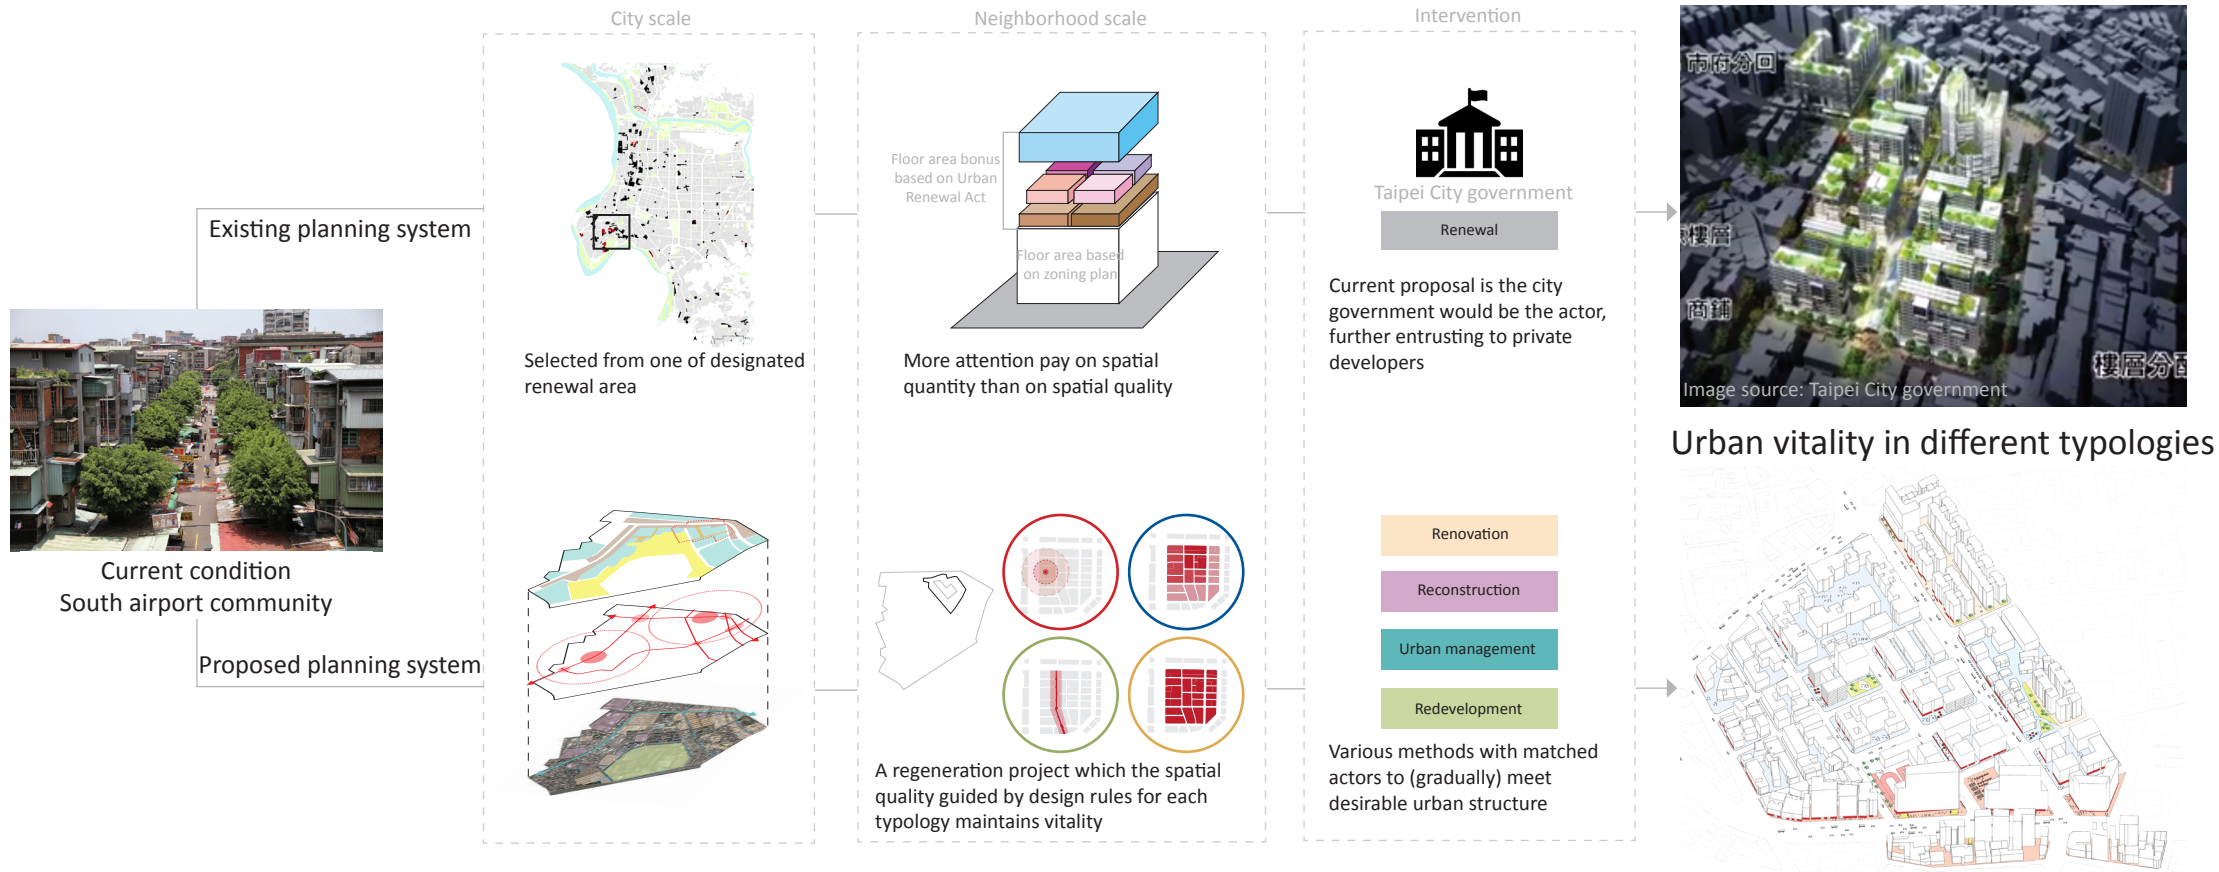 City scale
Neighborhood scale
Intervention
Existing planning system
Selected from one of designated
renewal area
Floor area bonus
based on Urban
Renewal Act
Floor area based
on zoning plan
More attention pay on spatial
quantity than on spatial quality
Taipei City government
Renewal
Current proposal is the city
government would be the actor,
further entrusting to private
developers
市府分回
樓層
商鋪
樓層分配
Image source: Taipei City government
Urban vitality in different typologies
Current condition
South airport community
Proposed planning system
A regeneration project which the spatial
quality guided by design rules for each
typology maintains vitality
Renovation
Reconstruction
Urban management
Redevelopment
Various methods with matched
actors to (gradually) meet
desirable urban structure